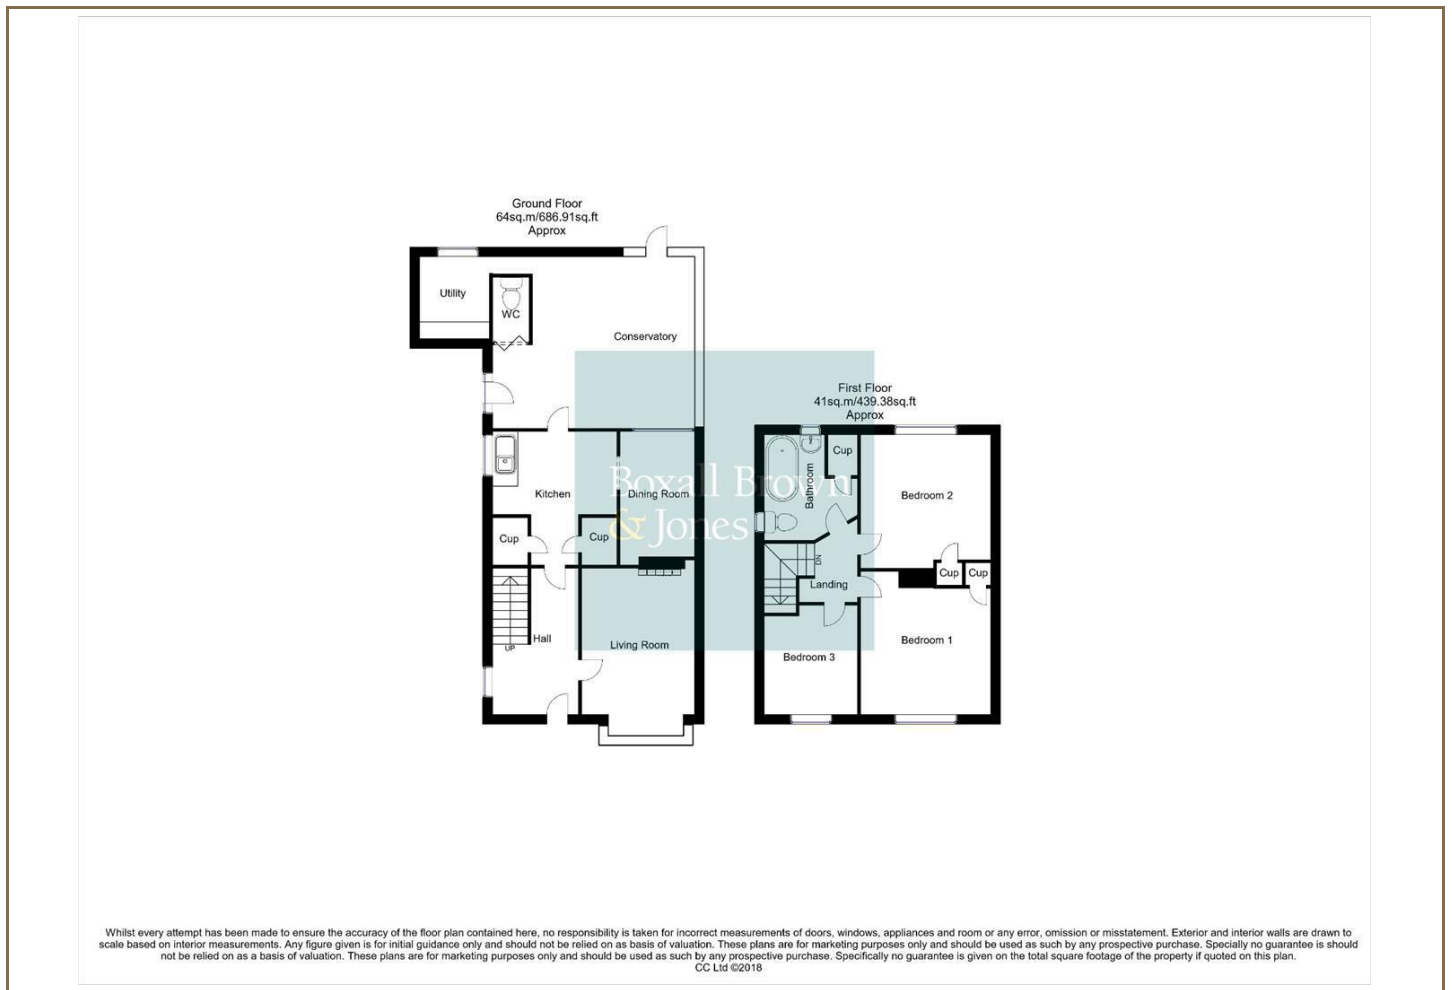 Ground Floor
64sq.m/686.91sq.ft
Approx
Utility
WC
Conservatory
Kitchen
Dining Room
Cup
Cup
Hall
UP
Living Room
First Floor
41sq.m/439.38sq.ft
Approx
Bathroom
Cup
Bedroom 2
DN
Landing
Cup
Cup
Bedroom 1
Bedroom 3
Boxall Brown
& Jones
Whilst every attempt has been made to ensure the accuracy of the floor plan contained here, no responsibility is taken for incorrect measurements of doors, windows, appliances and room or any error, omission or misstatement. Exterior and interior walls are drawn to
scale based on interior measurements. Any figure given is for initial guidance only and should not be relied on as basis of valuation. These plans are for marketing purposes only and should be used as such by any prospective purchase. Specially no guarantee is should
not be relied on as a basis of valuation. These plans are for marketing purposes only and should be used as such by any prospective purchase. Specifically no guarantee is given on the total square footage of the property if quoted on this plan.
CC Ltd ©2018